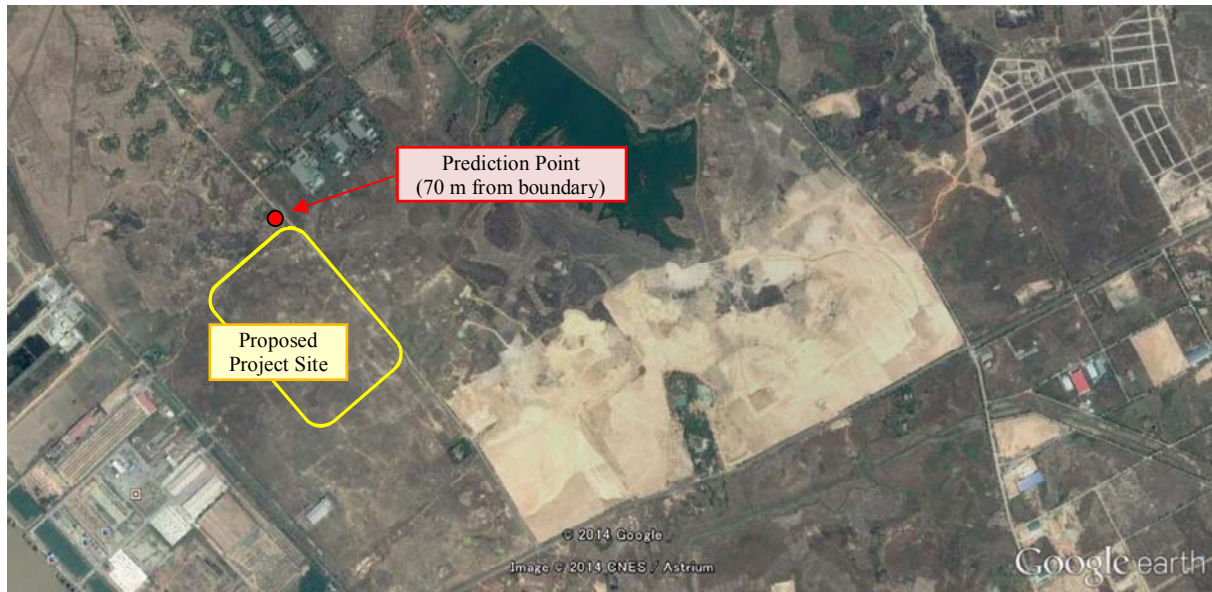 Prediction Point
(70 m from boundary)
Proposed
Project Site
© 2014 Google
Image © 2014 CNES / Astrium
Google earth